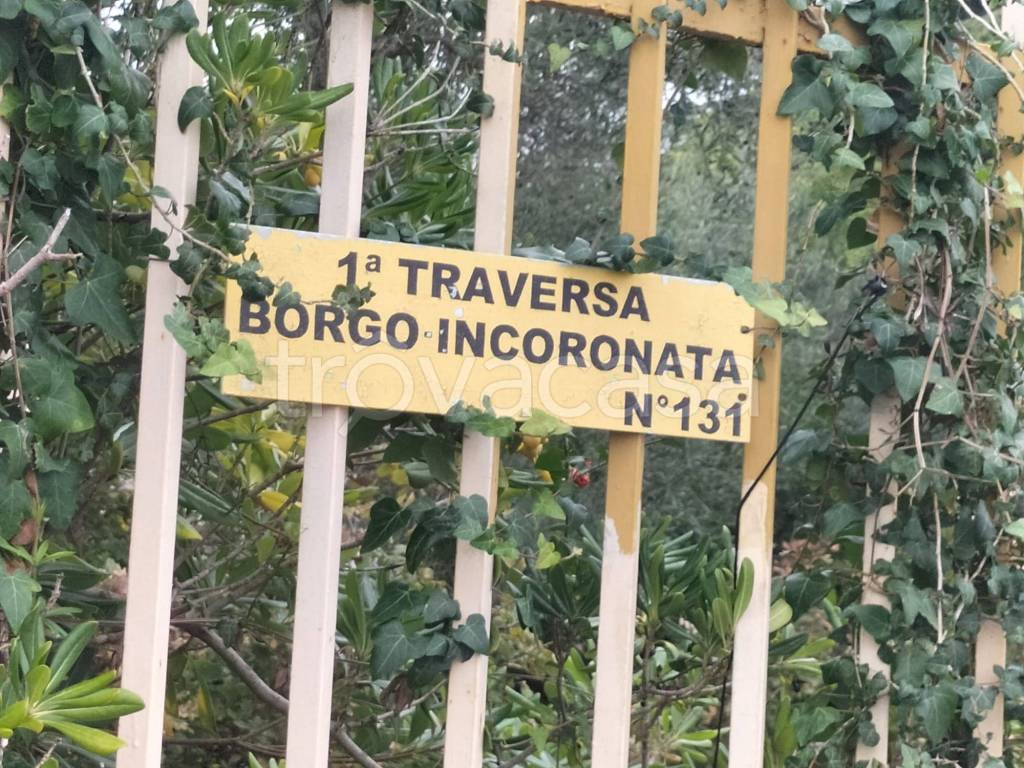 1ª TRAVERSA
BORGO INCORONATA
N°131
trovacasa